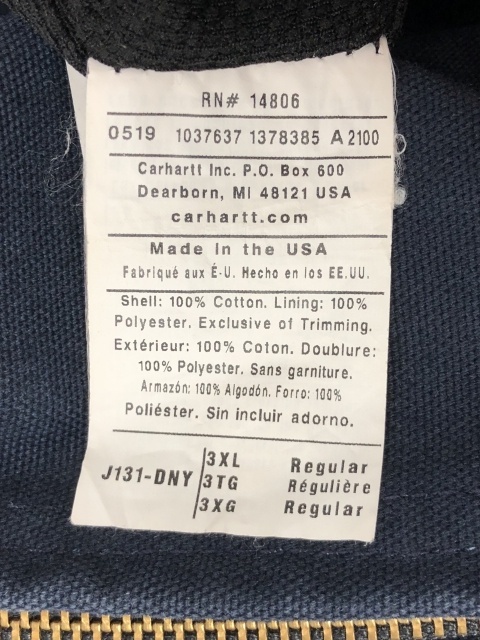 RN# 14806
0519 1037637 1378385 A 2100
Carhartt Inc. P.O. Box 600
Dearborn, MI 48121 USA
carhartt.com
Made in the USA
Fabriqué aux É-U. Hecho en los EE.UU.
Shell: 100% Cotton. Lining: 100%
Polyester. Exclusive of Trimming.
Extérieur: 100% Coton. Doublure:
100% Polyester. Sans garniture.
Armazón: 100% Algodón. Forro: 100%
Poliéster. Sin incluir adorno.
3XL Regular
J131-DNY 3TG Régulière
3XG Regular